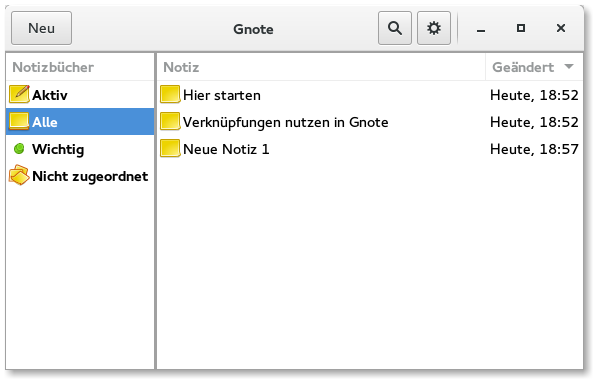 Neu
Gnote
Notizbücher
Notiz
Geändert
Aktiv
Hier starten
Heute, 18:52
Alle
Verknüpfungen nutzen in Gnote
Heute, 18:52
Wichtig
Neue Notiz 1
Heute, 18:57
Nicht zugeordnet